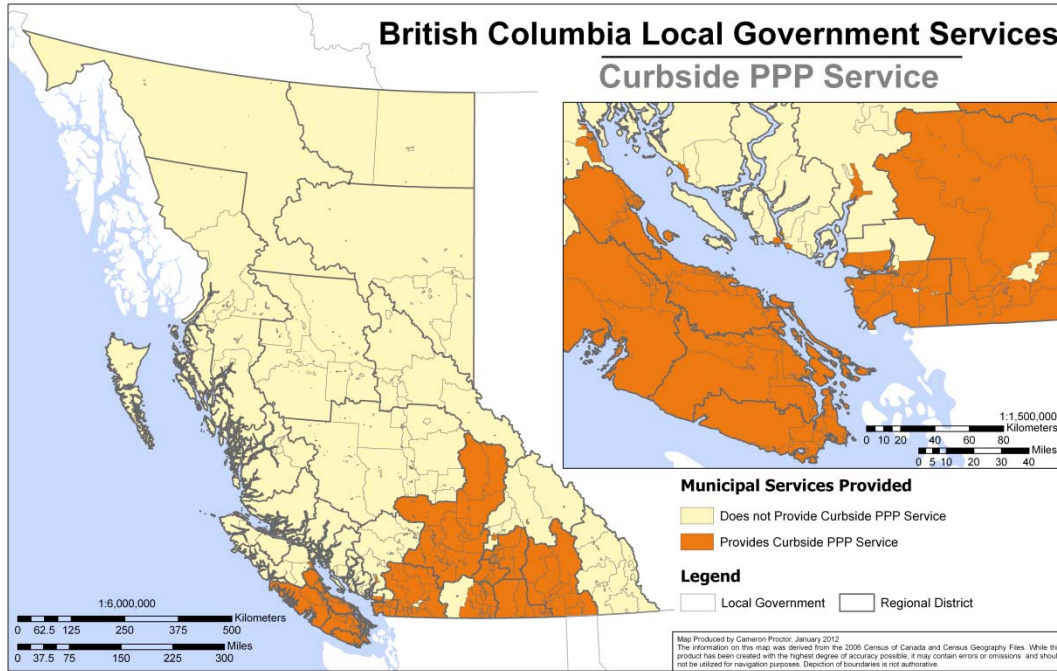 British Columbia Local Government Services
Curbside PPP Service
1:1,500,000
Kilometers
0 10 20 40 60 80
Miles
0 5 10 20 30 40
Municipal Services Provided
Does not Provide Curbside PPP Service
Provides Curbside PPP Service
Legend
Local Government
Regional District
1:6,000,000
Kilometers
0 62.5 125 250 375 500
Miles
0 37.5 75 150 225 300
Map Produced by Cameron Proctor, January 2012
The information on this map was derived from the 2006 Census of Canada and Census Geography Files. While th
product has been created with the highest degree of accuracy possible, it may contain errors or omissions and shoul
not be utilized for navigation purposes. Depiction of boundaries is not authorative.